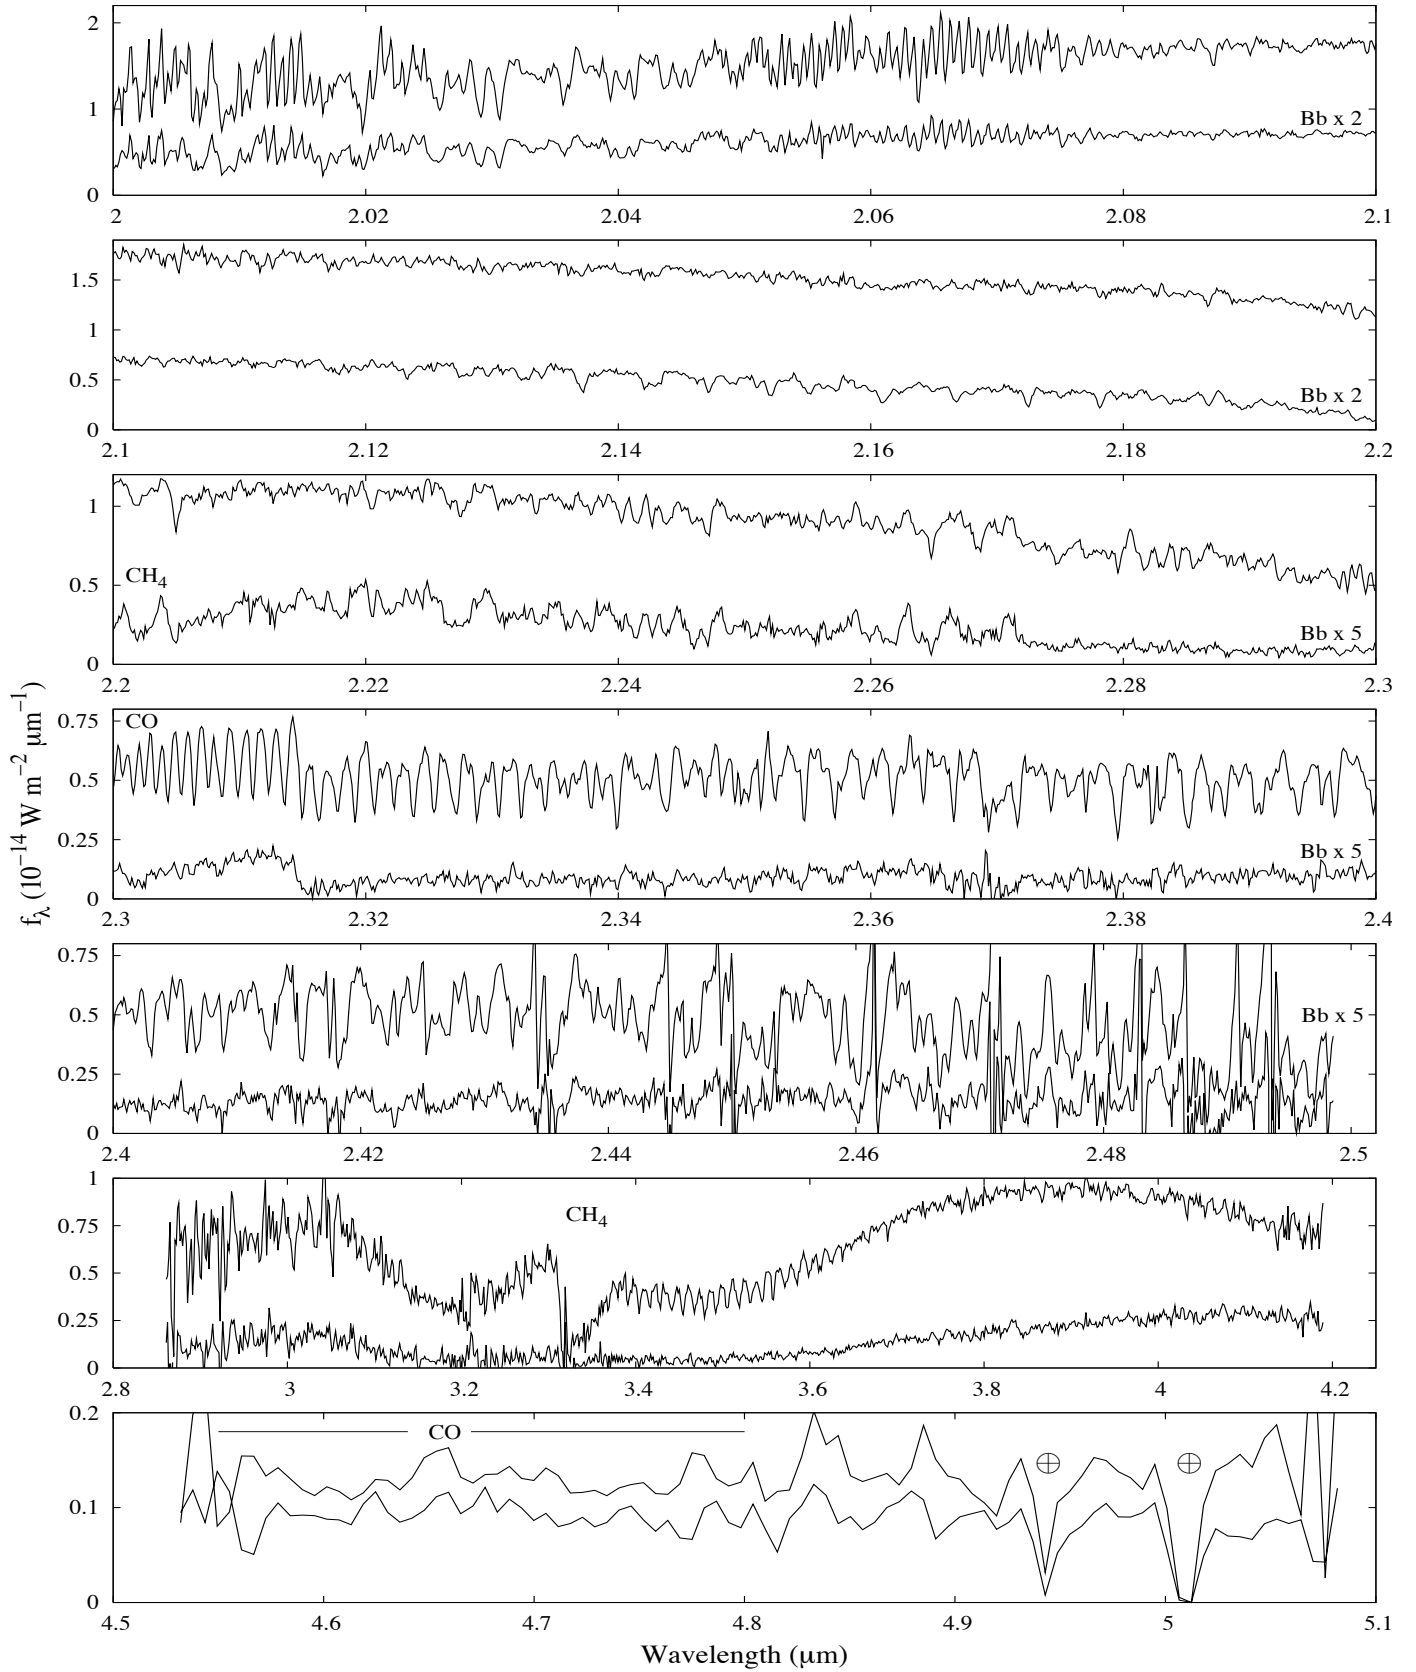 2
1
0
Bb x 2
2 2.02 2.04 2.06 2.08 2.1
1.5
1
0.5
0
Bb x 2
2.1 2.12 2.14 2.16 2.18 2.2
1
0.5
0
CH₄
Bb x 5
2.2 2.22 2.24 2.26 2.28 2.3
0.75
0.5
0.25
0
CO
Bb x 5
2.3 2.32 2.34 2.36 2.38 2.4
f_λ (10⁻¹⁴ W m⁻² μm⁻¹)
0.75
0.5
0.25
0
Bb x 5
2.4 2.42 2.44 2.46 2.48 2.5
1
0.75
0.5
0.25
0
CH₄
2.8 3 3.2 3.4 3.6 3.8 4 4.2
0.2
0.1
0
CO
⊕ ⊕
4.5 4.6 4.7 4.8 4.9 5 5.1
Wavelength (μm)